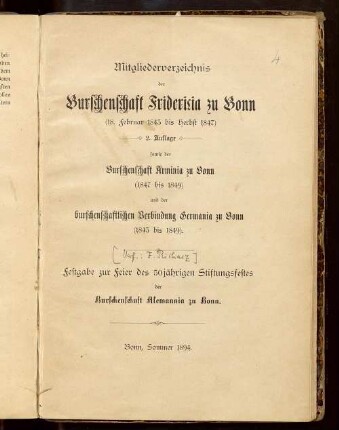 Mitgliederverzeichnis
der
Burschenschaft Fridericia zu Bonn
(18. Februar 1843 bis Herbst 1847)
2. Auflage
sowie der
Burschenschaft Arminia zu Bonn
(1847 bis 1849)
und der
burschenschaftlichen Verbindung Germania zu Bonn
(1843 bis 1849).
[Verf.: F.
Festgabe zur Feier des 50jährigen Stiftungsfestes
der
Burschenschaft Alemannia zu Bonn.
Bonn, Sommer 1894.